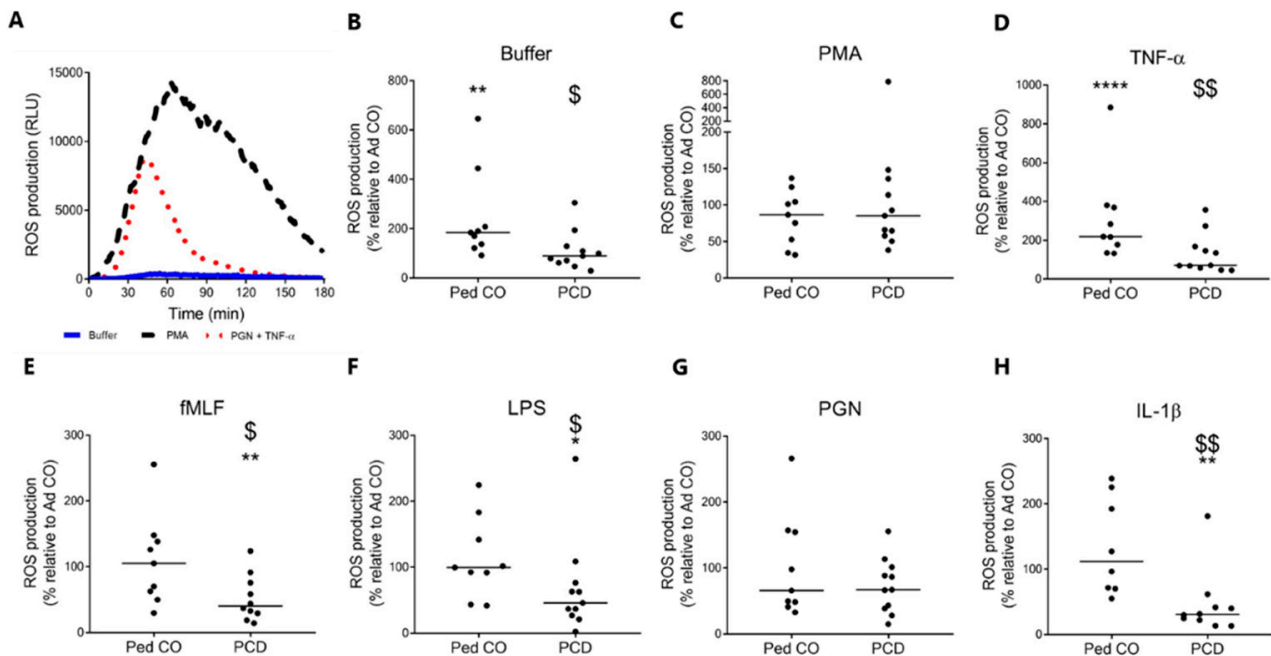 A
ROS production (RLU)
15000
10000
5000
0
0 30 60 90 120 150 180
Time (min)
Buffer PMA PGN + TNF-α
B
Buffer
ROS production
(% relative to Ad CO)
800
600
400
200
0
** $
Ped CO PCD
C
PMA
ROS production
(% relative to Ad CO)
800
600
400
200
200
150
100
50
0
Ped CO PCD
D
TNF-α
ROS production
(% relative to Ad CO)
1000
800
600
400
200
0
**** $$
Ped CO PCD
E
fMLF
ROS production
(% relative to Ad CO)
300
200
100
0
$
**
Ped CO PCD
F
LPS
ROS production
(% relative to Ad CO)
300
200
100
0
$
*
Ped CO PCD
G
PGN
ROS production
(% relative to Ad CO)
300
200
100
0
Ped CO PCD
H
IL-1β
ROS production
(% relative to Ad CO)
300
200
100
0
$$
**
Ped CO PCD